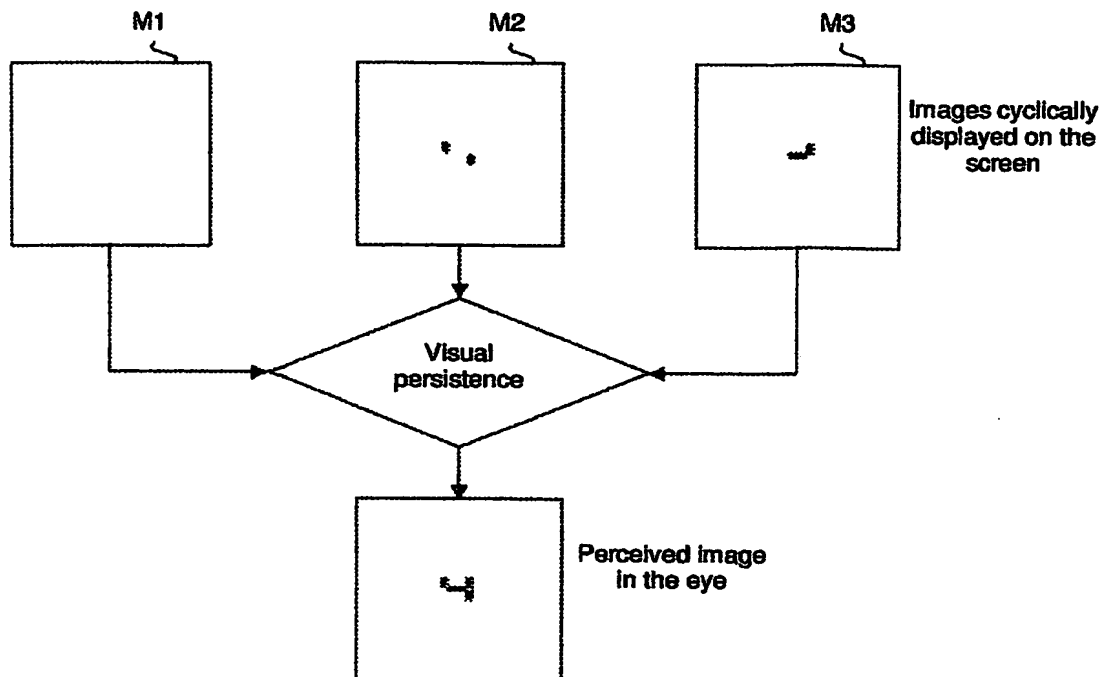 M1
M2
M3
Images cyclically
displayed on the
screen
Visual
persistence
Perceived image
in the eye